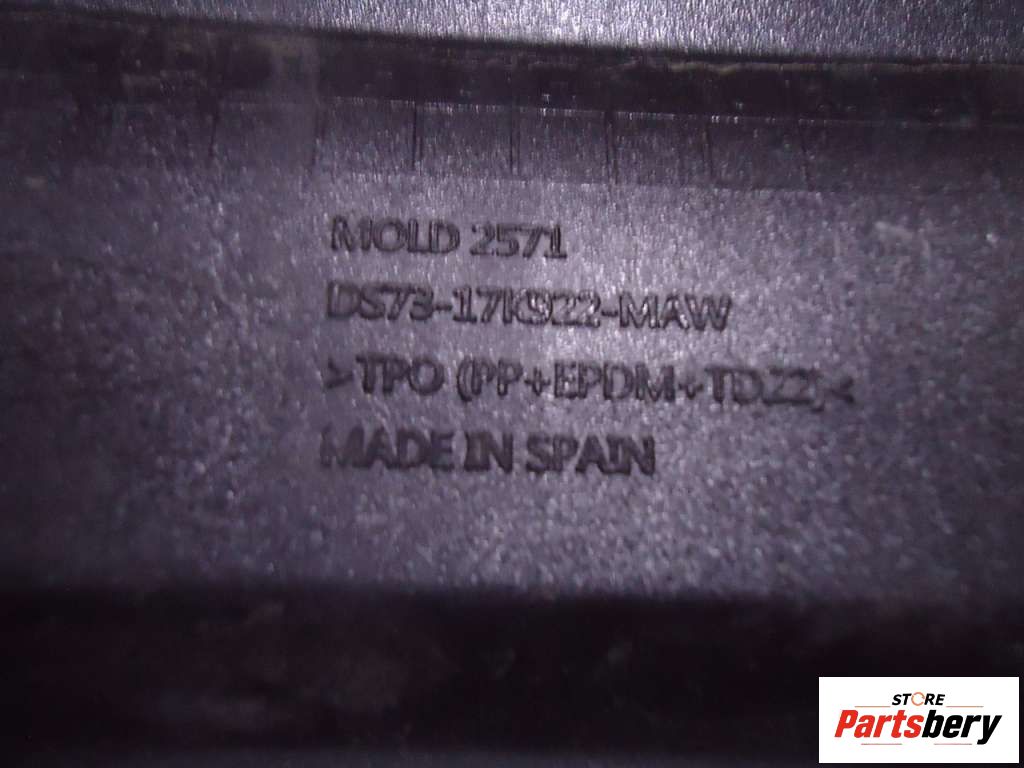 MOLD 2571
DS73-17K922-MAW
>TPO (PP+EPDM+TD22)<
MADE IN SPAIN
STORE
Partsbery